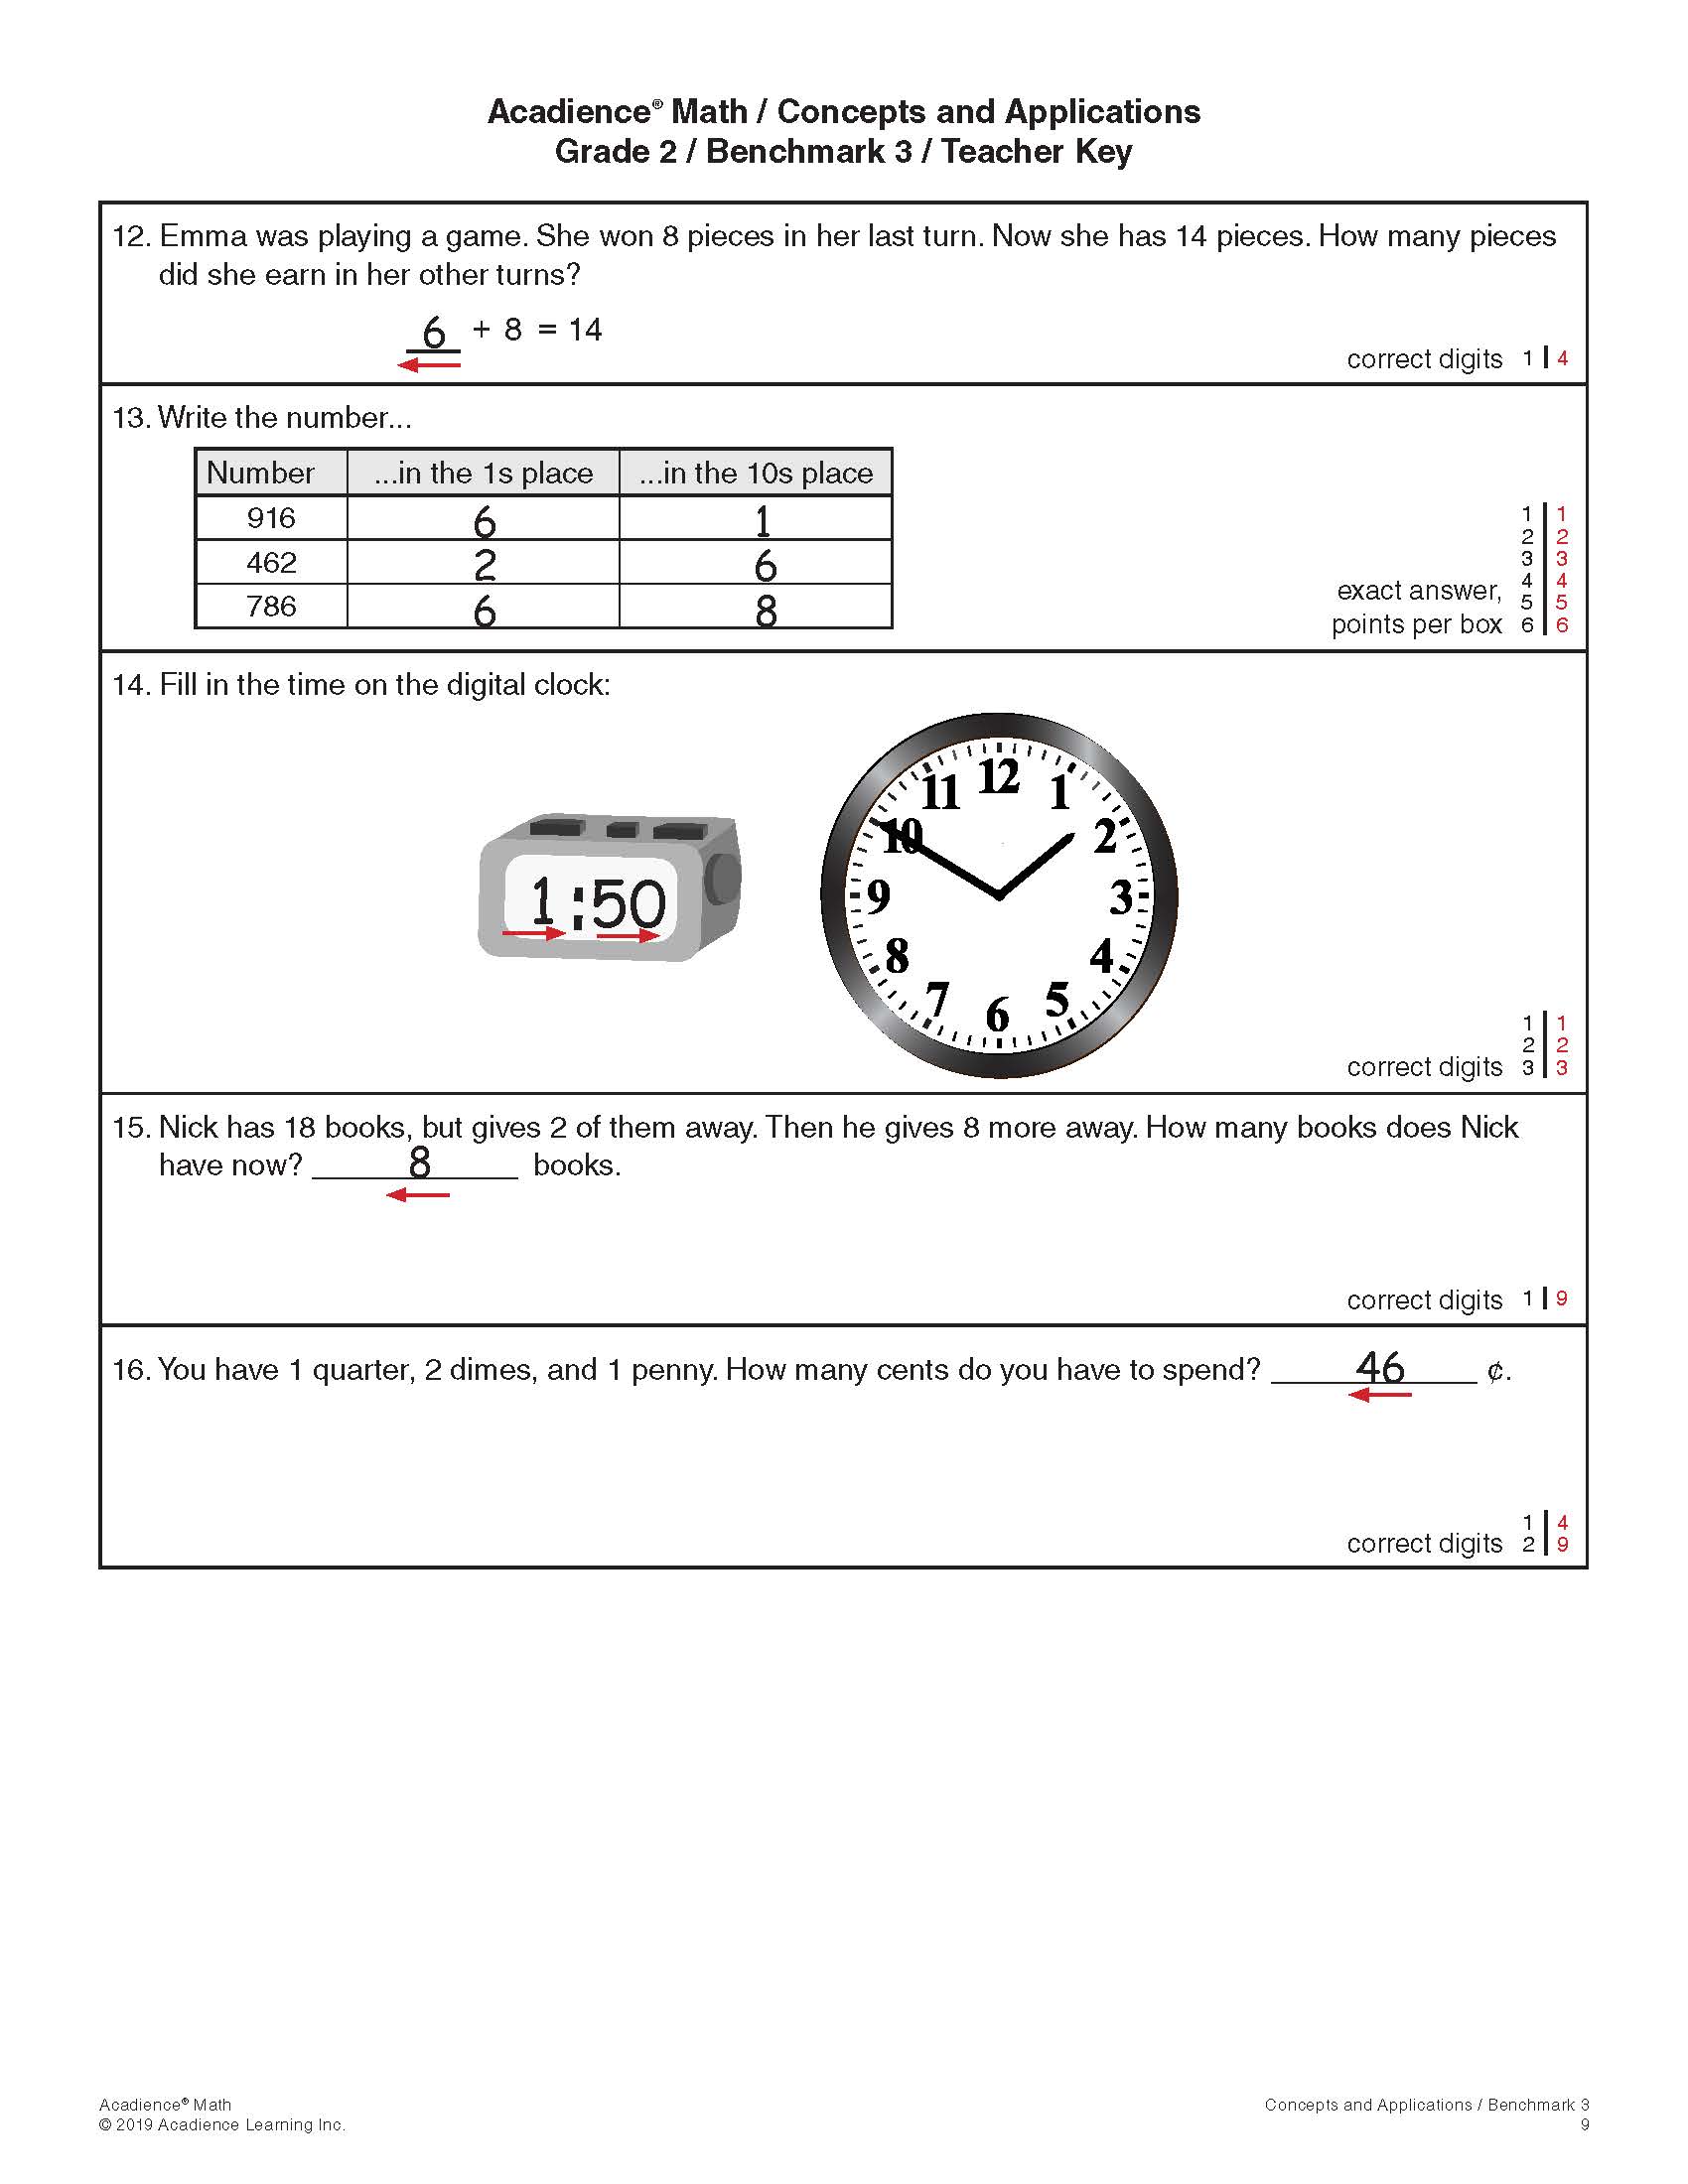 Acadience® Math / Concepts and Applications
Grade 2 / Benchmark 3 / Teacher Key
12. Emma was playing a game. She won 8 pieces in her last turn. Now she has 14 pieces. How many pieces
did she earn in her other turns?
6 + 8 = 14
correct digits 1 | 4
13. Write the number...
Number ...in the 1s place ...in the 10s place
916 6 1
462 2 6
786 6 8
1 | 1
2 | 2
3 | 3
exact answer, 4 | 4
5 | 5
points per box 6 | 6
14. Fill in the time on the digital clock:
1:50
12
11 1
10 2
9 3
8 4
7 5
6
1 | 1
2 | 2
correct digits 3 | 3
15. Nick has 18 books, but gives 2 of them away. Then he gives 8 more away. How many books does Nick
have now? 8 books.
correct digits 1 | 9
16. You have 1 quarter, 2 dimes, and 1 penny. How many cents do you have to spend? 46 ¢.
1 | 4
correct digits 2 | 9
Acadience® Math
© 2019 Acadience Learning Inc.
Concepts and Applications / Benchmark 3
9